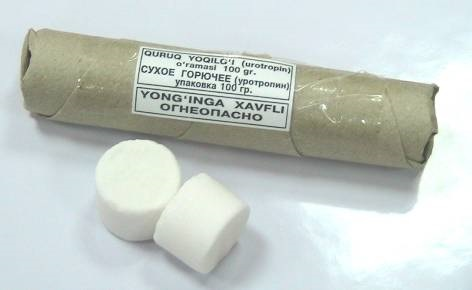 QURUQ YOQILG'I (urotropin)
o'ramasi 100 gr.
СУХОЕ ГОРЮЧЕЕ (уротропин)
упаковка 100 гр.
YONG'INGA XAVFLI
ОГНЕОПАСНО